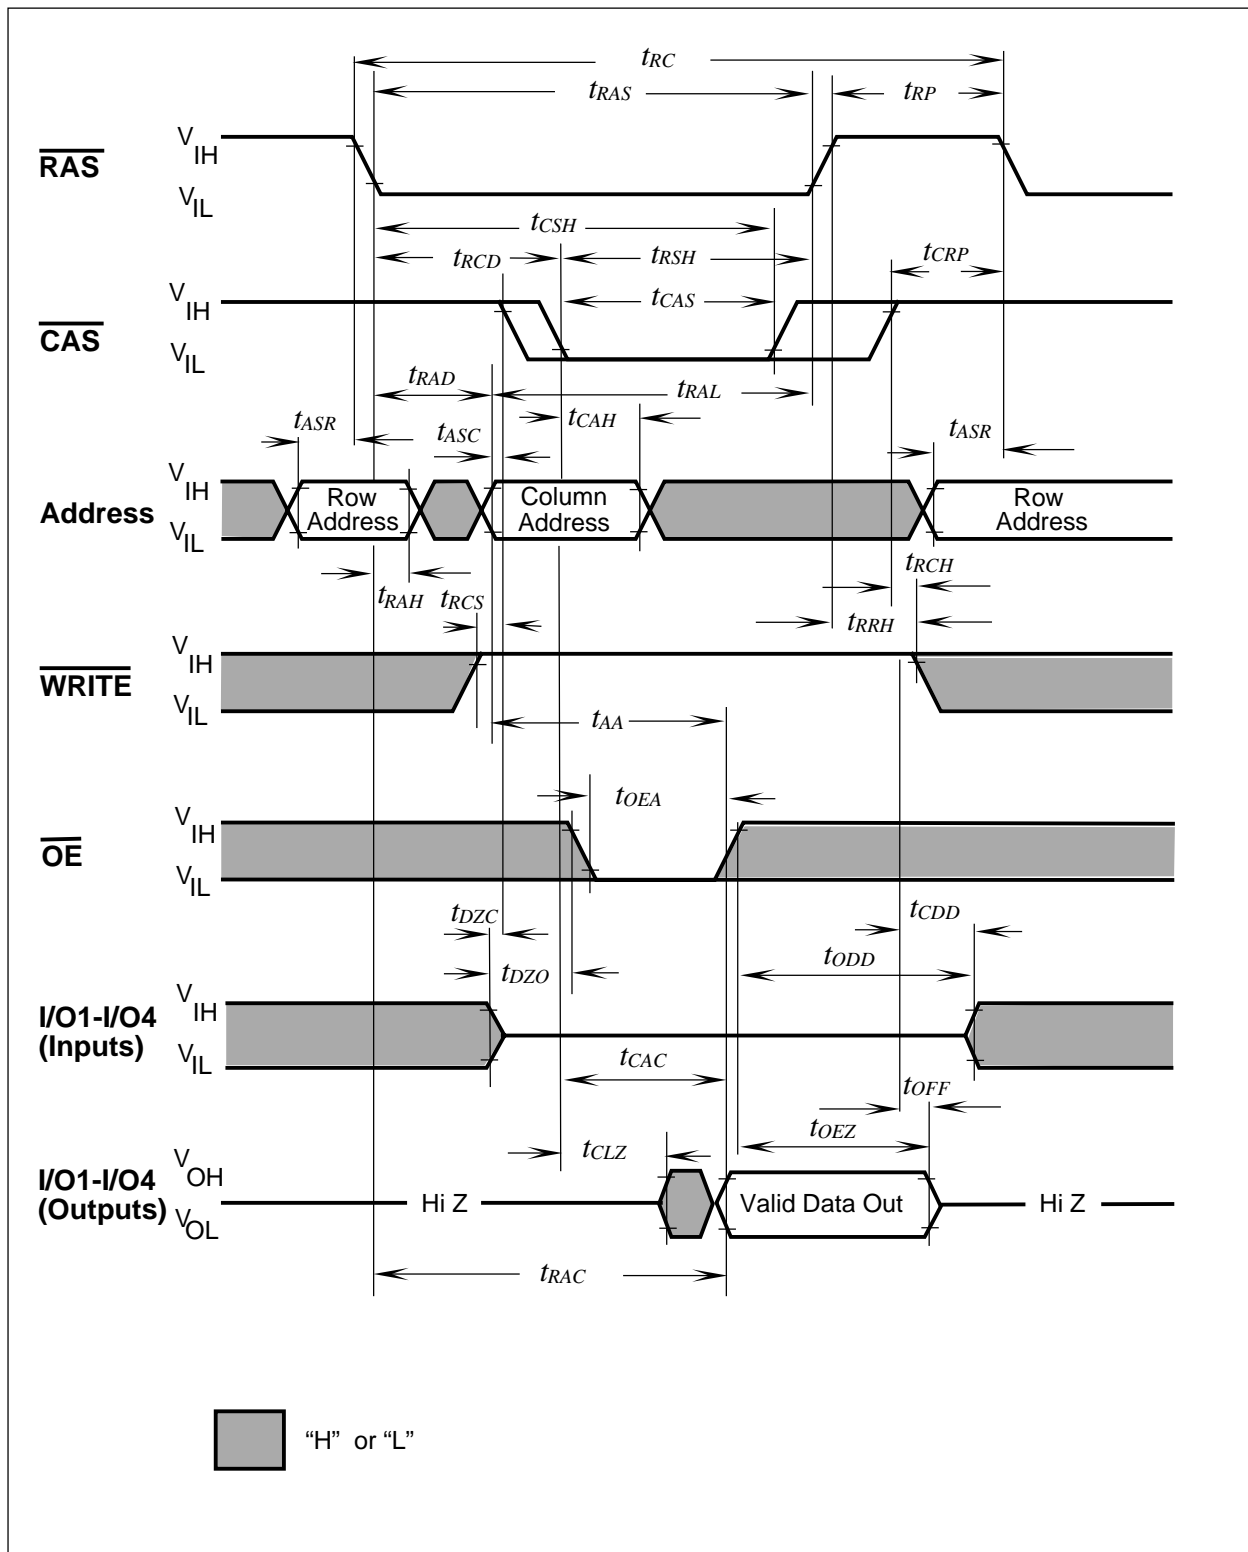 tRC
tRAS
tRP
RAS
VIH
VIL
tCSH
tRCD
tRSH
tCRP
tCAS
CAS
VIH
VIL
tRAD
tRAL
tASR
tASC
tCAH
tASR
Address
VIH
VIL
Row
Address
Column
Address
Row
Address
tRCH
tRAH
tRCS
tRRH
WRITE
VIH
VIL
tAA
tOEA
OE
VIH
VIL
tDZC
tCDD
tDZO
tODD
I/O1-I/O4
(Inputs)
VIH
VIL
tCAC
tOFF
tCLZ
tOEZ
I/O1-I/O4
(Outputs)
VOH
VOL
Hi Z
Valid Data Out
Hi Z
tRAC
“H” or “L”